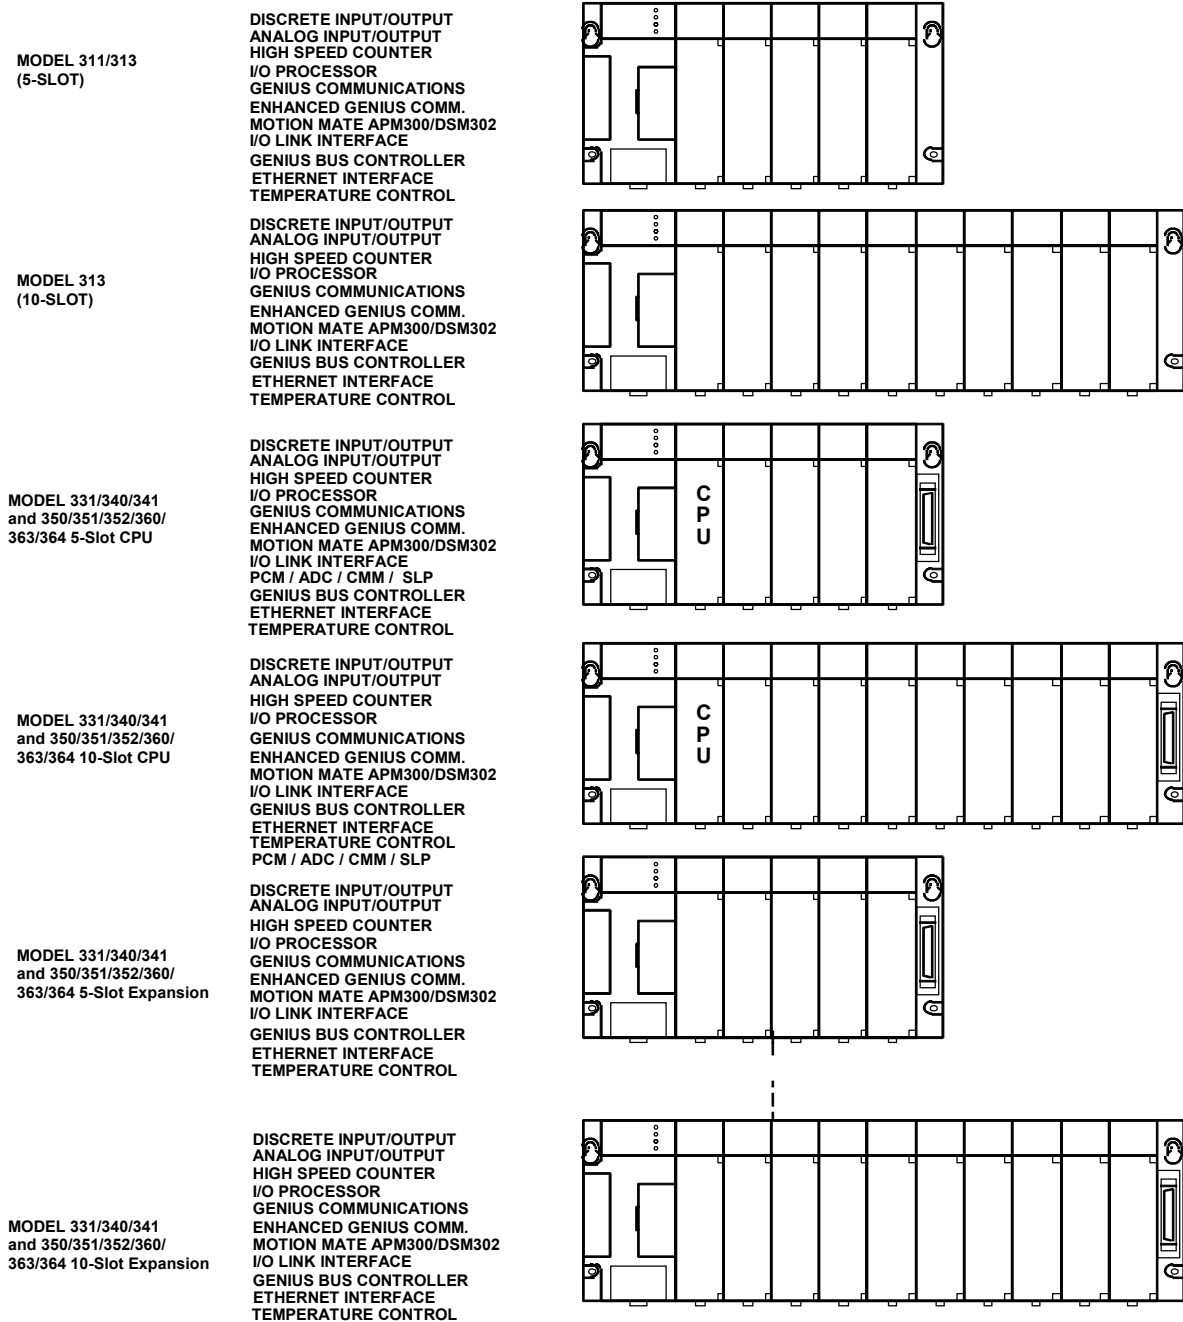 MODEL 311/313
(5-SLOT)
DISCRETE INPUT/OUTPUT
ANALOG INPUT/OUTPUT
HIGH SPEED COUNTER
I/O PROCESSOR
GENIUS COMMUNICATIONS
ENHANCED GENIUS COMM.
MOTION MATE APM300/DSM302
I/O LINK INTERFACE
GENIUS BUS CONTROLLER
ETHERNET INTERFACE
TEMPERATURE CONTROL
MODEL 313
(10-SLOT)
DISCRETE INPUT/OUTPUT
ANALOG INPUT/OUTPUT
HIGH SPEED COUNTER
I/O PROCESSOR
GENIUS COMMUNICATIONS
ENHANCED GENIUS COMM.
MOTION MATE APM300/DSM302
I/O LINK INTERFACE
GENIUS BUS CONTROLLER
ETHERNET INTERFACE
TEMPERATURE CONTROL
MODEL 331/340/341
and 350/351/352/360/
363/364 5-Slot CPU
DISCRETE INPUT/OUTPUT
ANALOG INPUT/OUTPUT
HIGH SPEED COUNTER
I/O PROCESSOR
GENIUS COMMUNICATIONS
ENHANCED GENIUS COMM.
MOTION MATE APM300/DSM302
I/O LINK INTERFACE
PCM / ADC / CMM / SLP
GENIUS BUS CONTROLLER
ETHERNET INTERFACE
TEMPERATURE CONTROL
C
P
U
MODEL 331/340/341
and 350/351/352/360/
363/364 10-Slot CPU
DISCRETE INPUT/OUTPUT
ANALOG INPUT/OUTPUT
HIGH SPEED COUNTER
I/O PROCESSOR
GENIUS COMMUNICATIONS
ENHANCED GENIUS COMM.
MOTION MATE APM300/DSM302
I/O LINK INTERFACE
GENIUS BUS CONTROLLER
ETHERNET INTERFACE
TEMPERATURE CONTROL
PCM / ADC / CMM / SLP
C
P
U
MODEL 331/340/341
and 350/351/352/360/
363/364 5-Slot Expansion
DISCRETE INPUT/OUTPUT
ANALOG INPUT/OUTPUT
HIGH SPEED COUNTER
I/O PROCESSOR
GENIUS COMMUNICATIONS
ENHANCED GENIUS COMM.
MOTION MATE APM300/DSM302
I/O LINK INTERFACE
GENIUS BUS CONTROLLER
ETHERNET INTERFACE
TEMPERATURE CONTROL
MODEL 331/340/341
and 350/351/352/360/
363/364 10-Slot Expansion
DISCRETE INPUT/OUTPUT
ANALOG INPUT/OUTPUT
HIGH SPEED COUNTER
I/O PROCESSOR
GENIUS COMMUNICATIONS
ENHANCED GENIUS COMM.
MOTION MATE APM300/DSM302
I/O LINK INTERFACE
GENIUS BUS CONTROLLER
ETHERNET INTERFACE
TEMPERATURE CONTROL